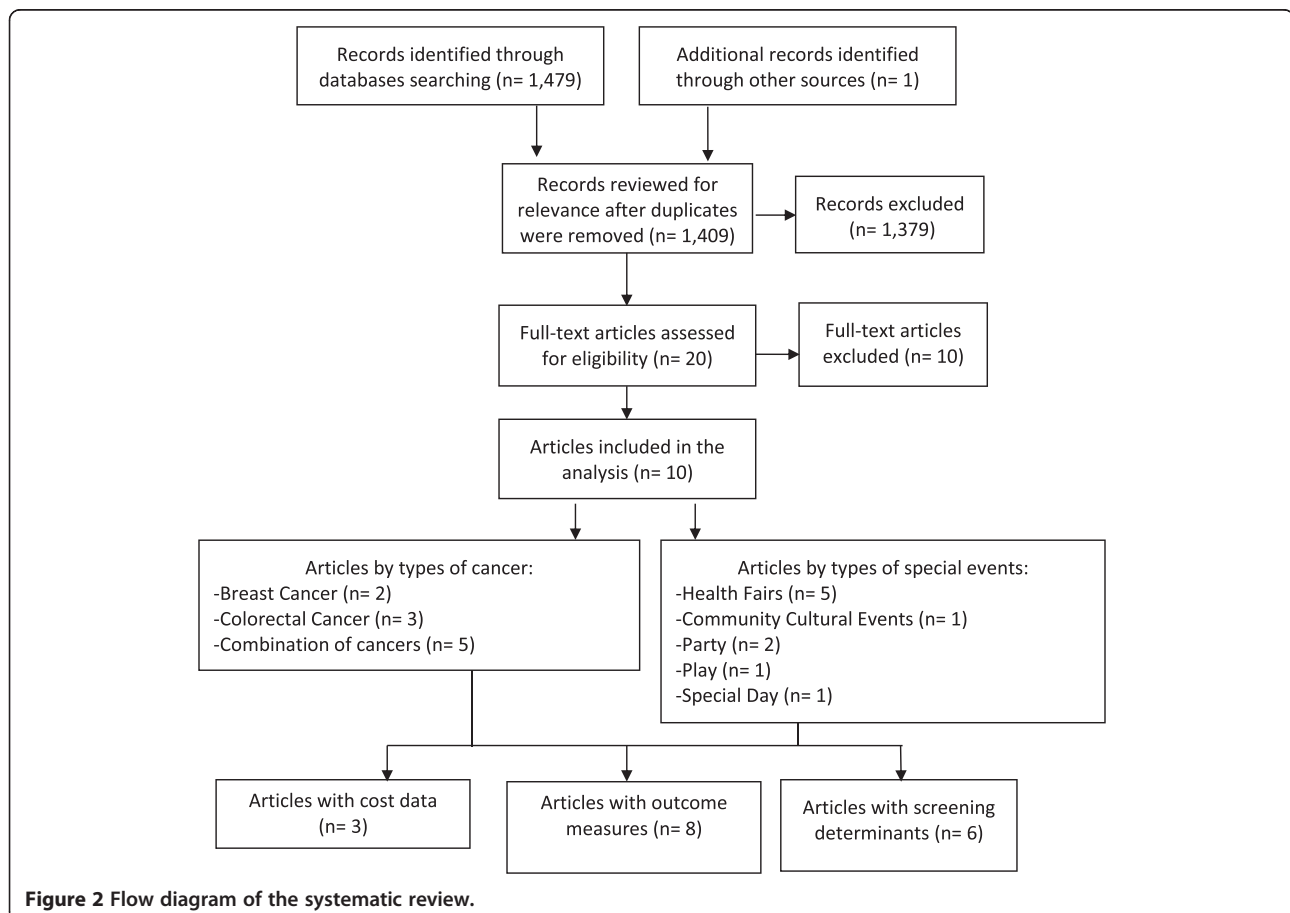 Records identified through
databases searching (n= 1,479)
Additional records identified
through other sources (n= 1)
Records reviewed for
relevance after duplicates
were removed (n= 1,409)
Records excluded
(n= 1,379)
Full-text articles assessed
for eligibility (n= 20)
Full-text articles
excluded (n= 10)
Articles included in the
analysis (n= 10)
Articles by types of cancer:
-Breast Cancer (n= 2)
-Colorectal Cancer (n= 3)
-Combination of cancers (n= 5)
Articles by types of special events:
-Health Fairs (n= 5)
-Community Cultural Events (n= 1)
-Party (n= 2)
-Play (n= 1)
-Special Day (n= 1)
Articles with cost data
(n= 3)
Articles with outcome
measures (n= 8)
Articles with screening
determinants (n= 6)
Figure 2 Flow diagram of the systematic review.